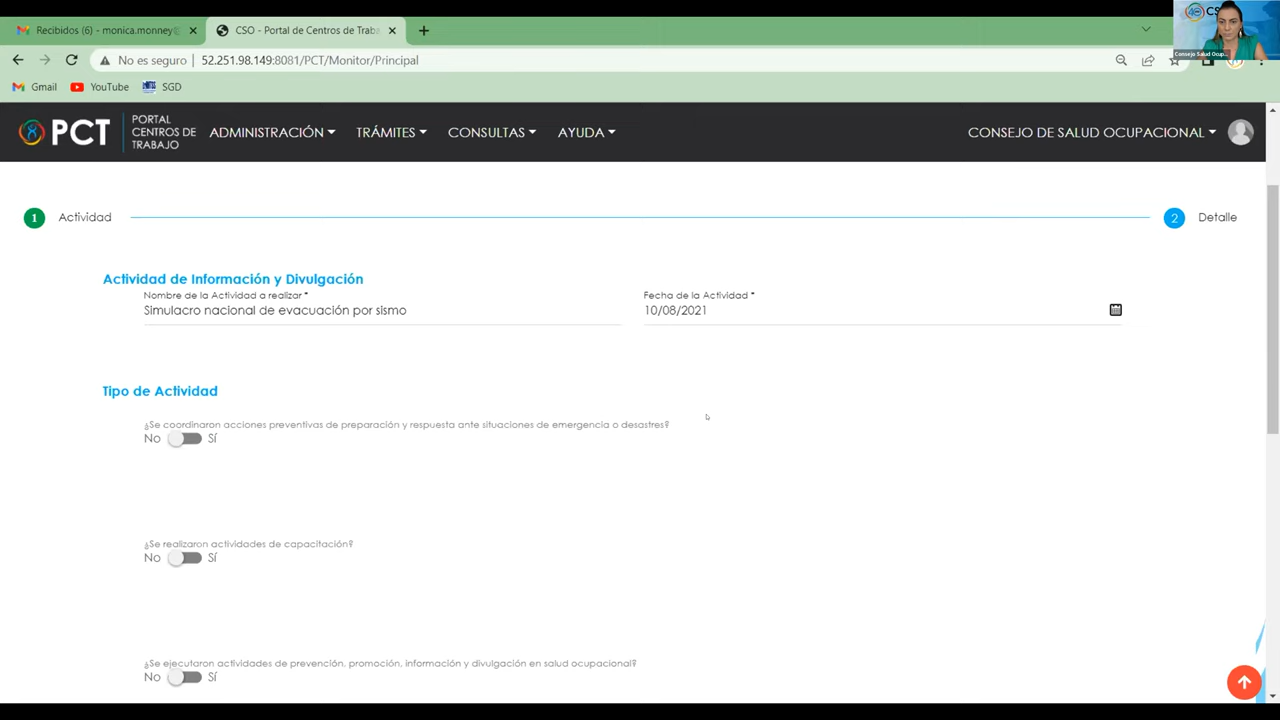 Recibidos (6) - monica.monney@
CSO - Portal de Centros de Traba
No es seguro
52.251.98.149:8081/PCT/Monitor/Principal
Gmail
YouTube
SGD
Consejo Salud Ocup...
PCT
PORTAL
CENTROS DE
TRABAJO
ADMINISTRACIÓN
TRÁMITES
CONSULTAS
AYUDA
CONSEJO DE SALUD OCUPACIONAL
1 Actividad
2 Detalle
Actividad de Información y Divulgación
Nombre de la Actividad a realizar *
Simulacro nacional de evacuación por sismo
Fecha de la Actividad *
10/08/2021
Tipo de Actividad
¿Se coordinaron acciones preventivas de preparación y respuesta ante situaciones de emergencia o desastres?
No Sí
¿Se realizaron actividades de capacitación?
No Sí
¿Se ejecutaron actividades de prevención, promoción, información y divulgación en salud ocupacional?
No Sí